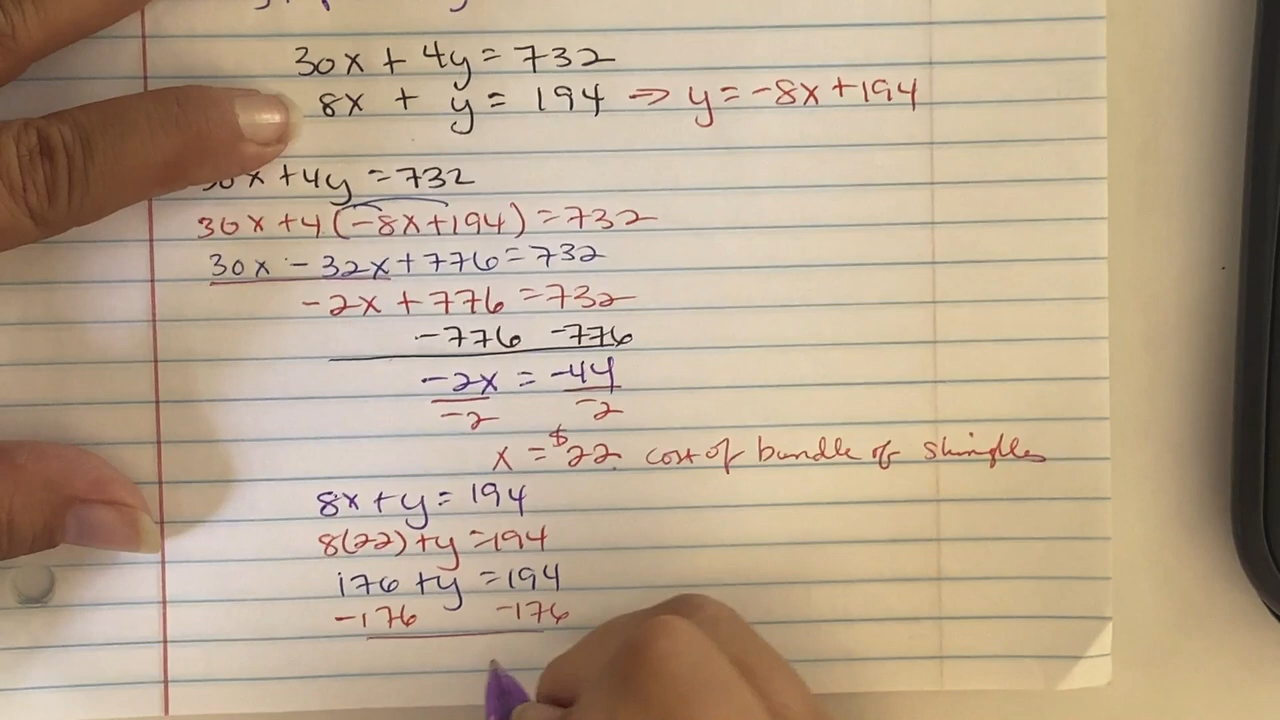 30x + 4y = 732
8x + y = 194 ⇒ y = -8x + 194
x + 4y = 732
30x + 4(-8x + 194) = 732
30x - 32x + 776 = 732
-2x + 776 = 732
-776 -776
-2x = -44
-2 -2
x = $22 cost of bundle of shingles
8x + y = 194
8(22) + y = 194
176 + y = 194
-176 -176